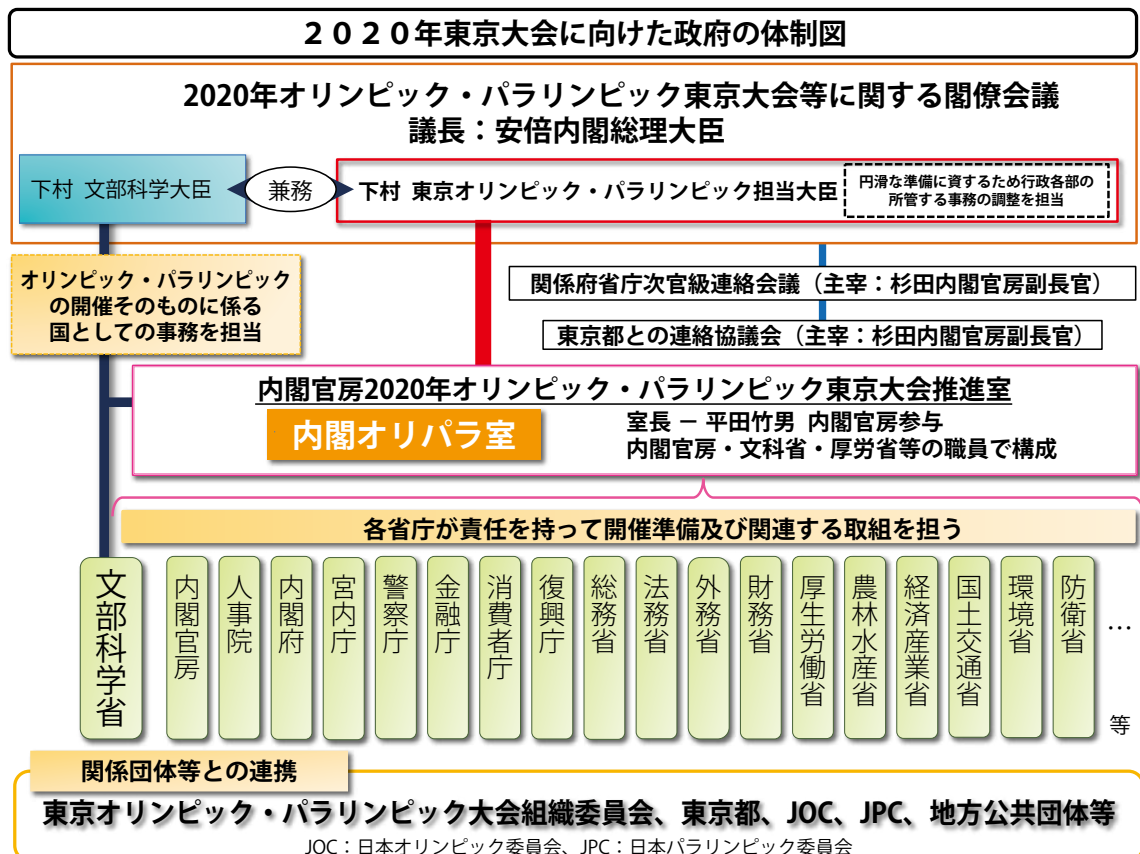 ２０２０年東京大会に向けた政府の体制図
2020年オリンピック・パラリンピック東京大会等に関する閣僚会議
議長：安倍内閣総理大臣
下村 文部科学大臣
兼務
下村 東京オリンピック・パラリンピック担当大臣
円滑な準備に資するため行政各部の
所管する事務の調整を担当
オリンピック・パラリンピック
の開催そのものに係る
国としての事務を担当
関係府省庁次官級連絡会議（主宰：杉田内閣官房副長官）
東京都との連絡協議会（主宰：杉田内閣官房副長官）
内閣官房2020年オリンピック・パラリンピック東京大会推進室
内閣オリパラ室
室長 － 平田竹男 内閣官房参与
内閣官房・文科省・厚労省等の職員で構成
各省庁が責任を持って開催準備及び関連する取組を担う
文部科学省
内閣官房
人事院
内閣府
宮内庁
警察庁
金融庁
消費者庁
復興庁
総務省
法務省
外務省
財務省
厚生労働省
農林水産省
経済産業省
国土交通省
環境省
防衛省
…
等
関係団体等との連携
東京オリンピック・パラリンピック大会組織委員会、東京都、JOC、JPC、地方公共団体等
JOC：日本オリンピック委員会、JPC：日本パラリンピック委員会